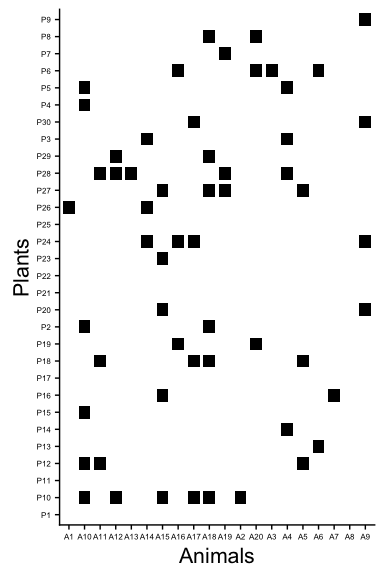 P9
P8
P7
P6
P5
P4
P30
P3
P29
P28
P27
P26
P25
P24
P23
P22
P21
P20
P2
P19
P18
P17
P16
P15
P14
P13
P12
P11
P10
P1
Plants
A1 A10 A11 A12 A13 A14 A15 A16 A17 A18 A19 A2 A20 A3 A4 A5 A6 A7 A8 A9
Animals